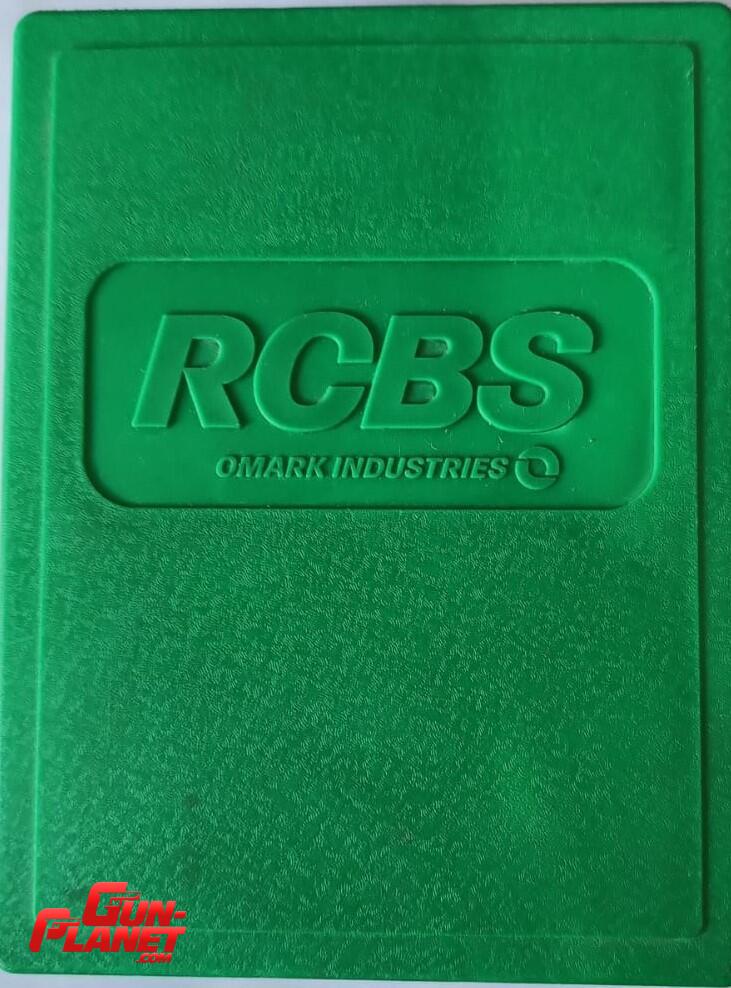 RCBS
OMARK INDUSTRIES
GUN-
PLANET
.COM